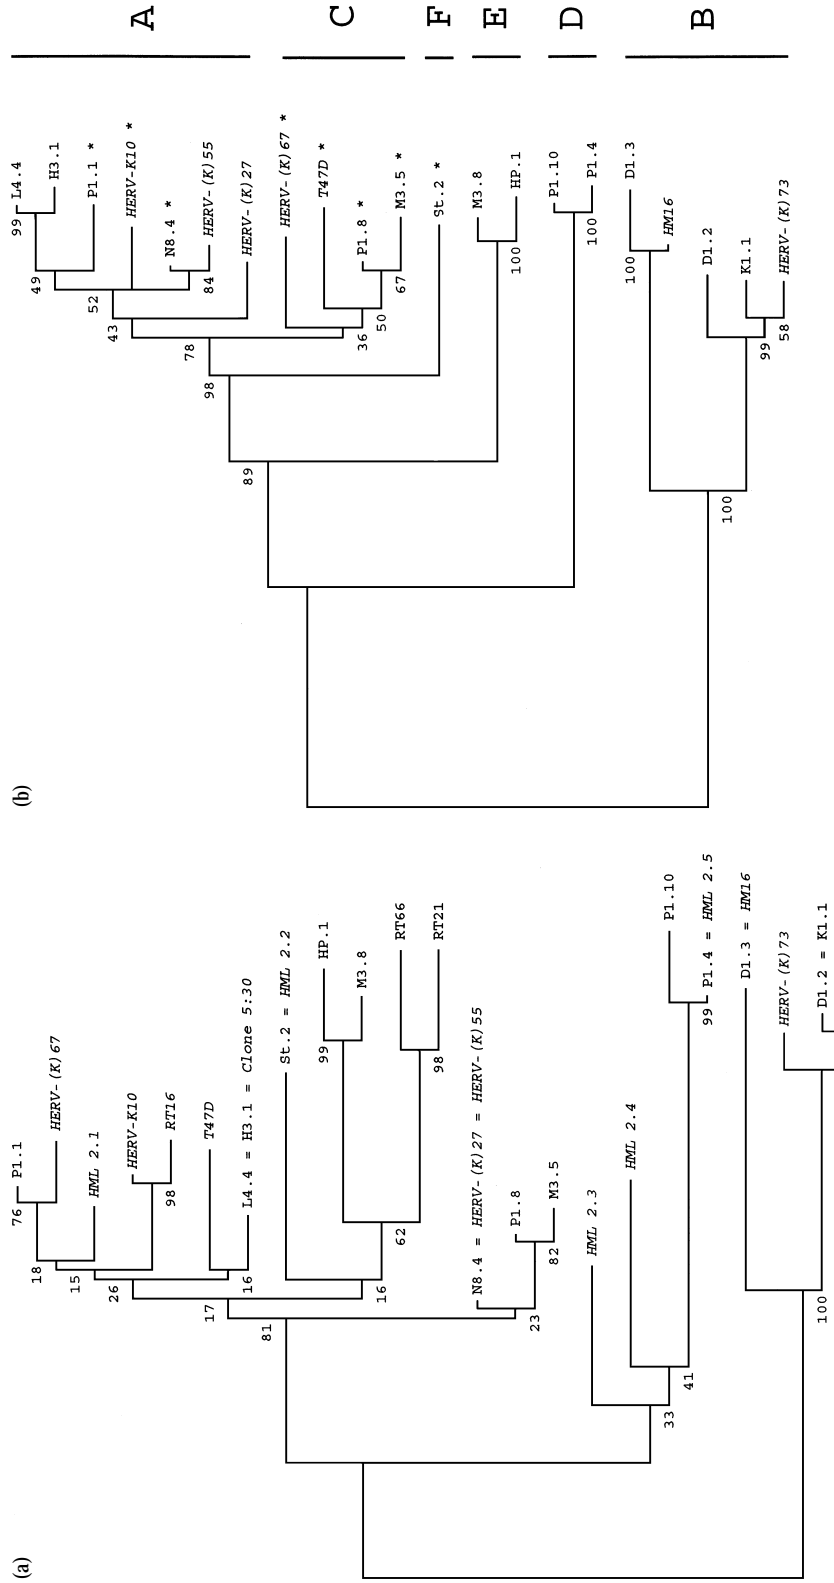 (b)
L4.4
99
H3.1
49
P1.1 *
52
HERV-K10 *
43
N8.4 *
HERV-(K)55
84
HERV-(K)27
78
HERV-(K)67 *
T47D *
36
P1.8 *
50
M3.5 *
67
98
St.2 *
89
M3.8
HP.1
100
P1.10
P1.4
100
D1.3
100
HM16
D1.2
100
K1.1
99
HERV-(K)73
58
A
C
F
E
D
B
(a)
P1.1
76
HERV-(K)67
18
HML 2.1
15
HERV-K10
26
RT16
98
T47D
17
L4.4 = H3.1 = Clone 5:30
16
81
St.2 = HML 2.2
HP.1
99
M3.8
16
RT66
62
RT21
98
N8.4 = HERV-(K)27 = HERV-(K)55
P1.8
23
M3.5
82
HML 2.3
HML 2.4
33
P1.10
41
P1.4 = HML 2.5
99
D1.3 = HM16
HERV-(K)73
D1.2 = K1.1
100